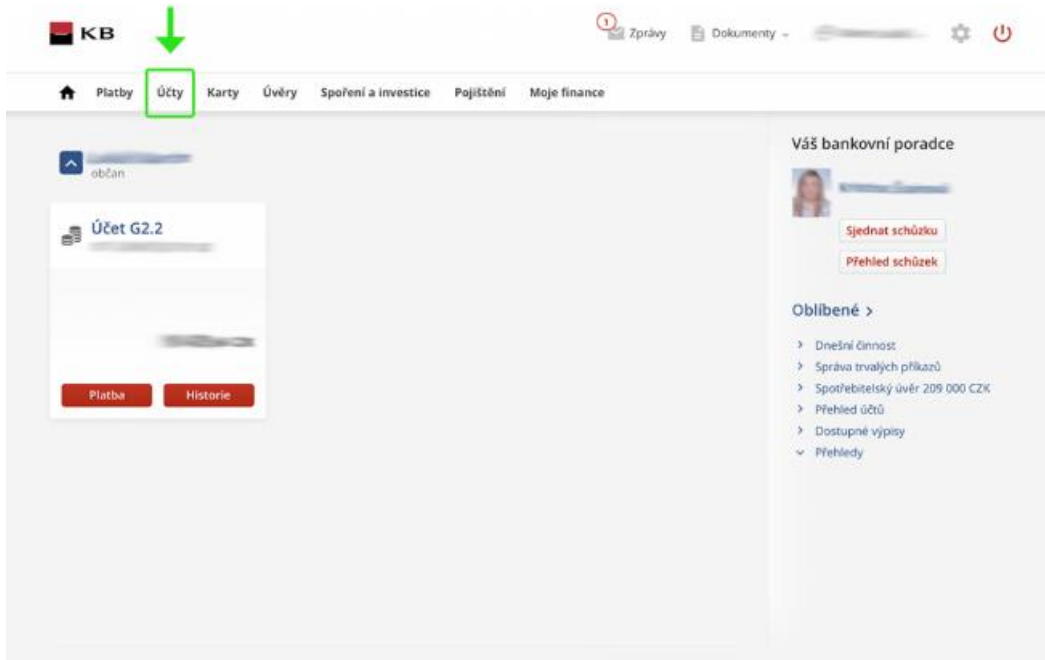 KB
1
Zprávy
Dokumenty
Platby Účty Karty Úvěry Spoření a investice Pojištění Moje finance
občan
Účet G2.2
Platba Historie
Váš bankovní poradce
Sjednat schůzku
Přehled schůzek
Oblíbené >
Dnešní činnost
Správa trvalých příkazů
Spotřebitelský úvěr 209 000 CZK
Přehled účtů
Dostupné výpisy
Přehledy